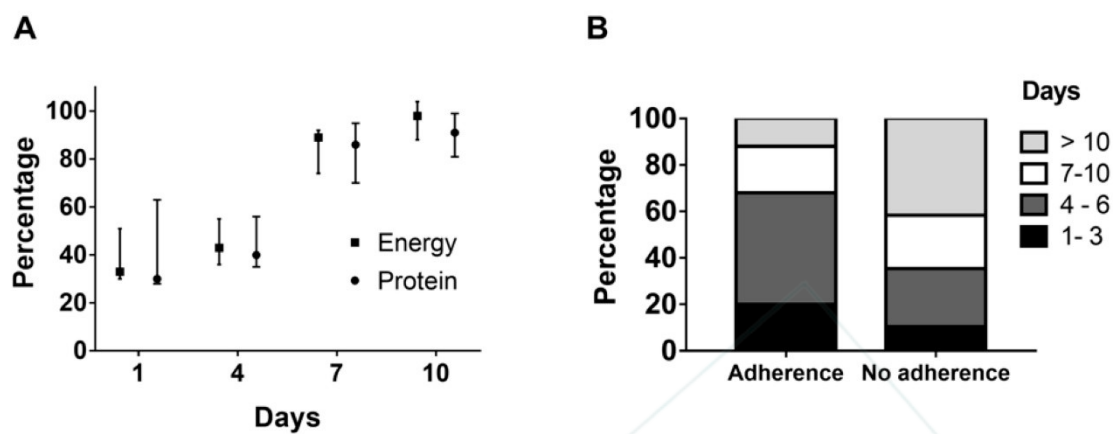 A
Percentage
100
80
60
40
20
0
1 4 7 10
Days
Energy
Protein
B
Percentage
100
80
60
40
20
0
Adherence No adherence
Days
> 10
7-10
4 - 6
1- 3